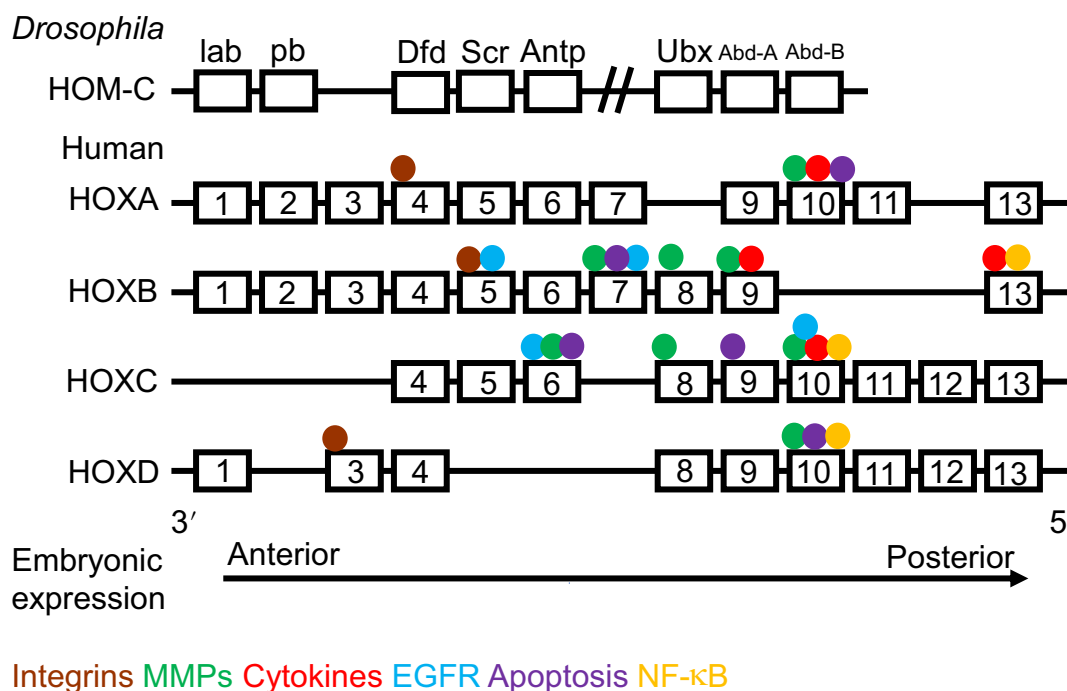 Drosophila
lab pb Dfd Scr Antp Ubx Abd-A Abd-B
HOM-C
Human
HOXA 1 2 3 4 5 6 7 9 10 11 13
HOXB 1 2 3 4 5 6 7 8 9 13
HOXC 4 5 6 8 9 10 11 12 13
HOXD 1 3 4 8 9 10 11 12 13
3′ 5
Embryonic Anterior Posterior
expression
Integrins MMPs Cytokines EGFR Apoptosis NF-κB